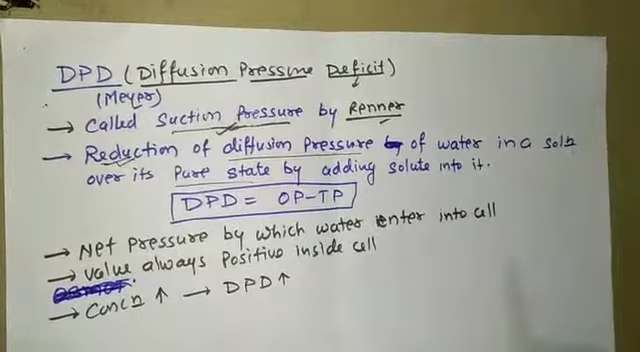 DPD (Diffusion Pressure Deficit)
(Meyer)
→ Called Suction Pressure by Renner
→ Reduction of diffusion pressure of water in a soln
over its pure state by adding solute into it.
DPD = OP-TP
→ Net pressure by which water enter into cell
→ Value always positive inside cell
→ Concn ↑ → DPD ↑